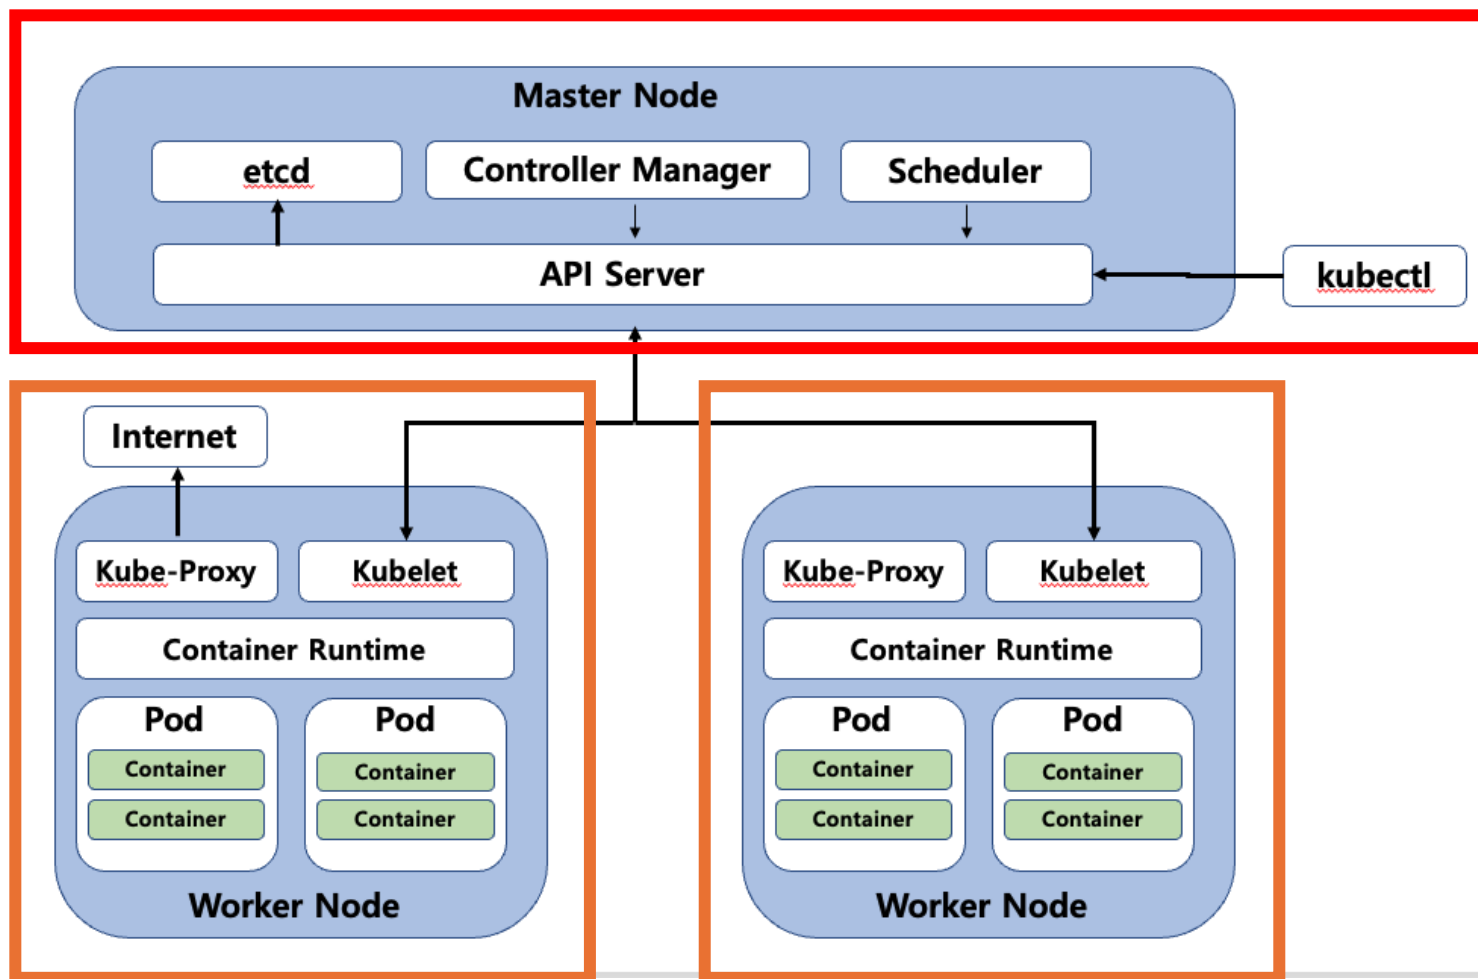 Master Node
etcd
Controller Manager
Scheduler
API Server
kubectl
Internet
Kube-Proxy
Kubelet
Container Runtime
Pod
Container
Container
Pod
Container
Container
Worker Node
Kube-Proxy
Kubelet
Container Runtime
Pod
Container
Container
Pod
Container
Container
Worker Node